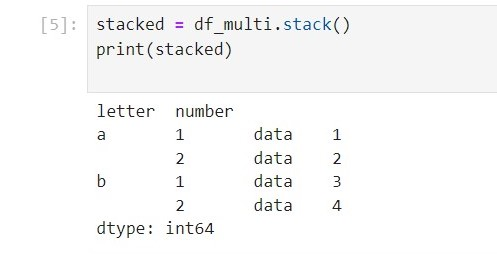 [5]: stacked = df_multi.stack()
print(stacked)
letter  number
a       1       data    1
        2       data    2
b       1       data    3
        2       data    4
dtype: int64